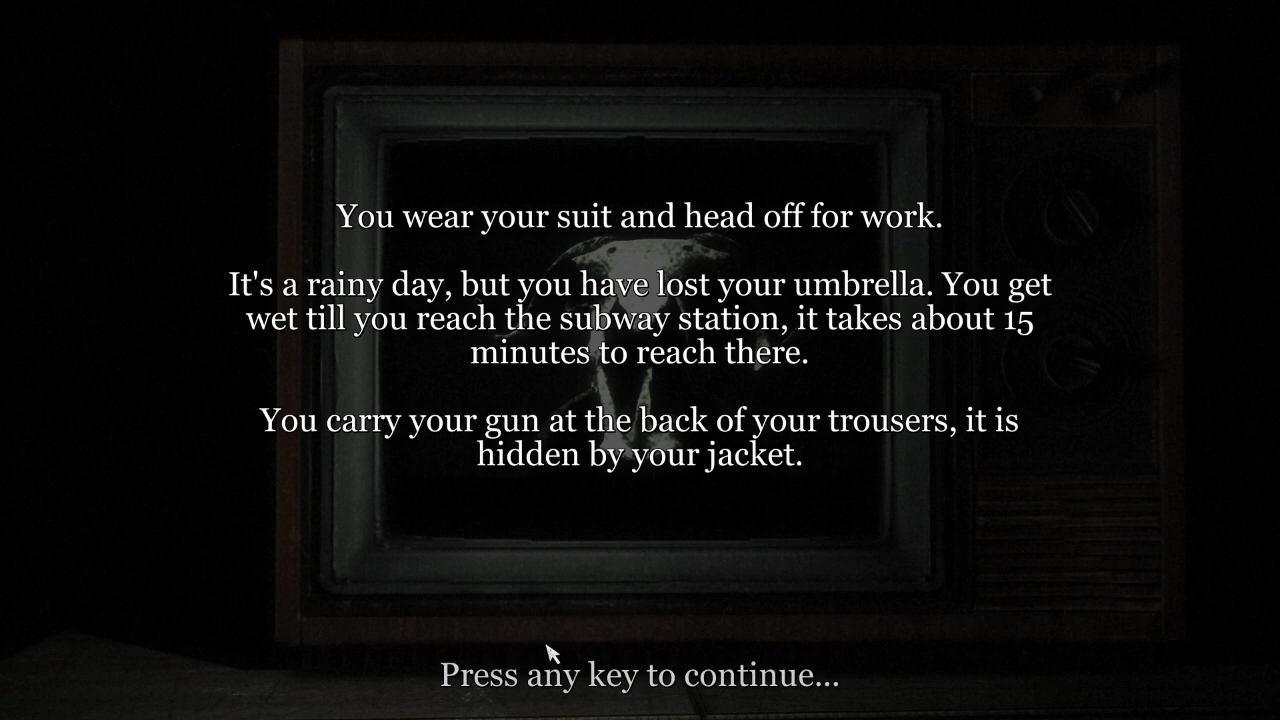 You wear your suit and head off for work.
It's a rainy day, but you have lost your umbrella. You get
wet till you reach the subway station, it takes about 15
minutes to reach there.
You carry your gun at the back of your trousers, it is
hidden by your jacket.
Press any key to continue...